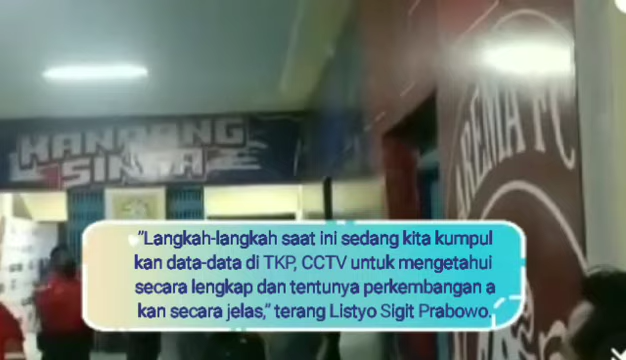 KANDANG
SINGA
AREMA FC
”Langkah-langkah saat ini sedang kita kumpul
kan data-data di TKP, CCTV untuk mengetahui
secara lengkap dan tentunya perkembangan a
kan secara jelas,” terang Listyo Sigit Prabowo.